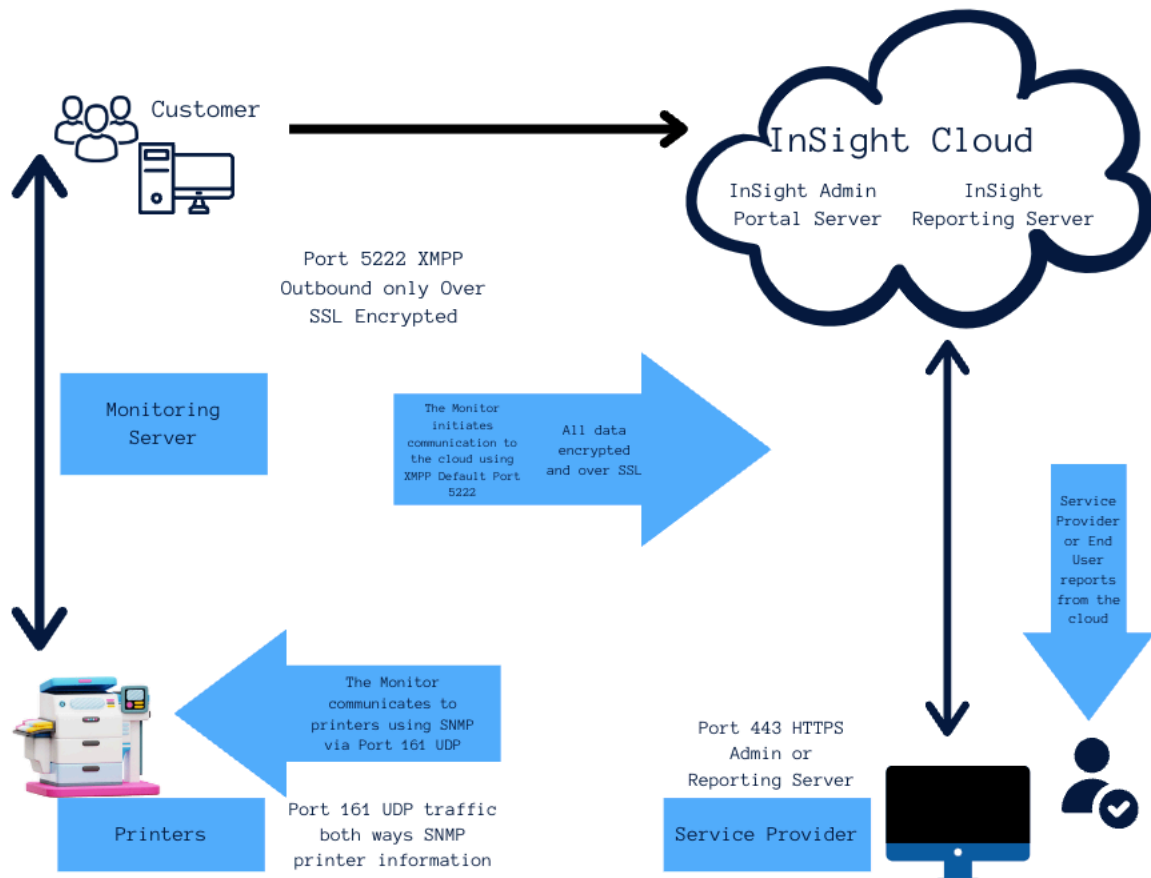 Customer
InSight Cloud
InSight Admin
Portal Server
InSight
Reporting Server
Port 5222 XMPP
Outbound only Over
SSL Encrypted
Monitoring
Server
The Monitor
initiates
communication to
the cloud using
XMPP Default Port
5222
All data
encrypted
and over SSL
Service
Provider
or End
User
reports
from the
cloud
The Monitor
communicates to
printers using SNMP
via Port 161 UDP
Port 443 HTTPS
Admin or
Reporting Server
Printers
Port 161 UDP traffic
both ways SNMP
printer information
Service Provider